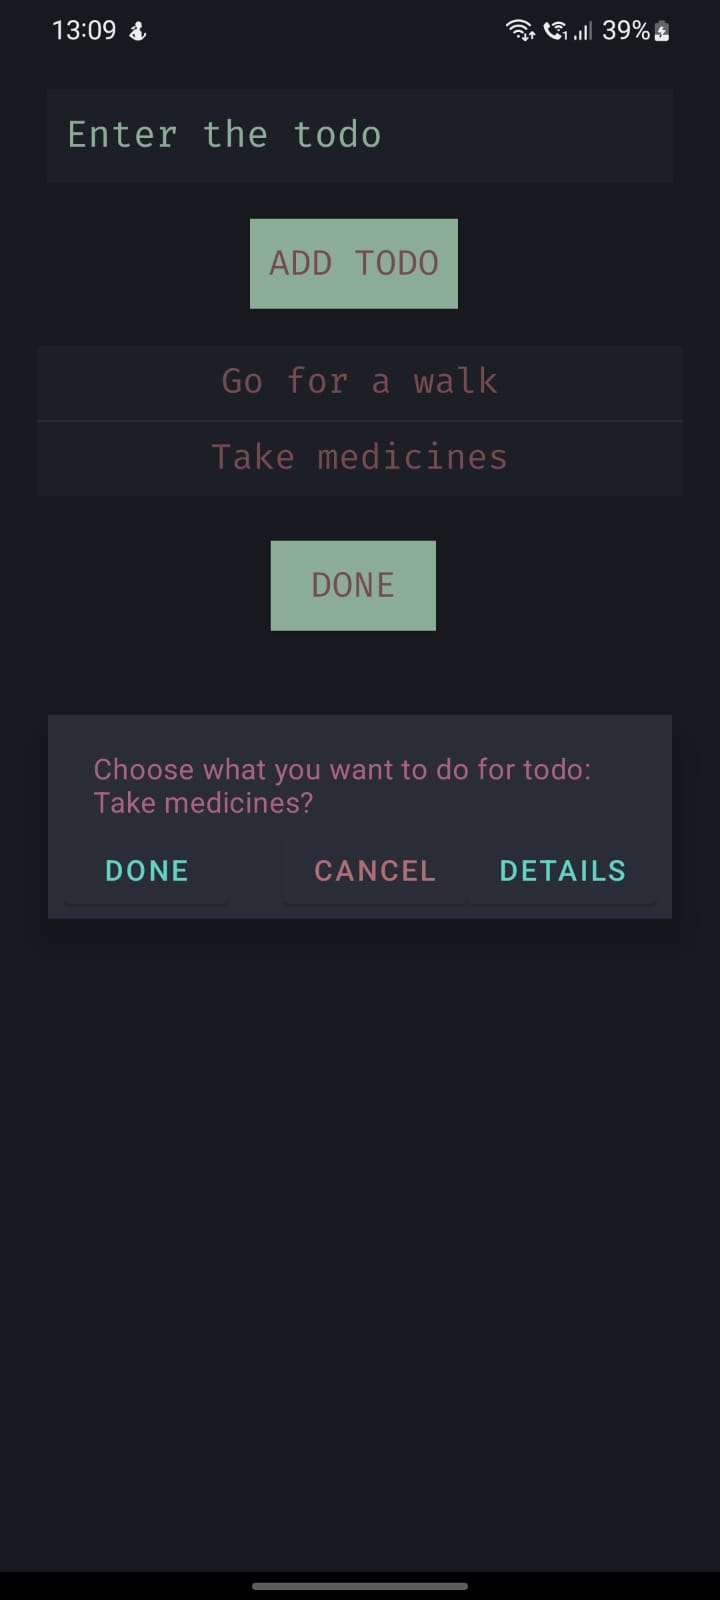 13:09
39%
Enter the todo
ADD TODO
Go for a walk
Take medicines
DONE
Choose what you want to do for todo:
Take medicines?
DONE CANCEL DETAILS